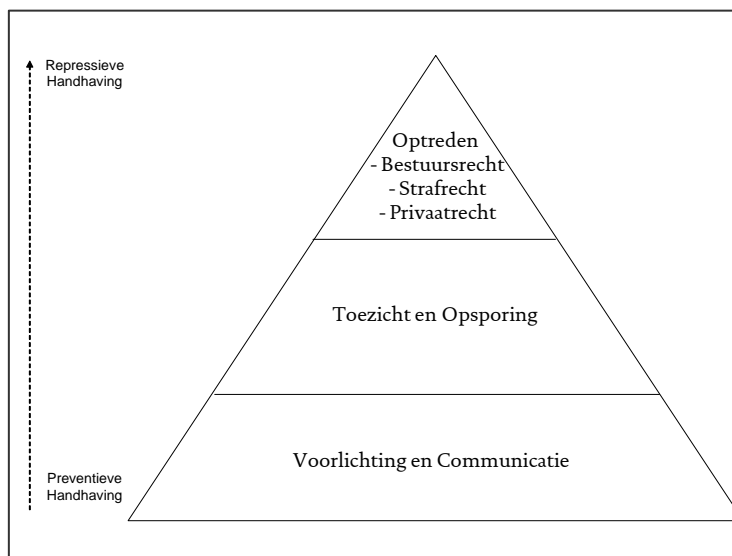 Repressieve
Handhaving
Optreden
- Bestuursrecht
- Strafrecht
- Privaatrecht
Toezicht en Opsporing
Voorlichting en Communicatie
Preventieve
Handhaving